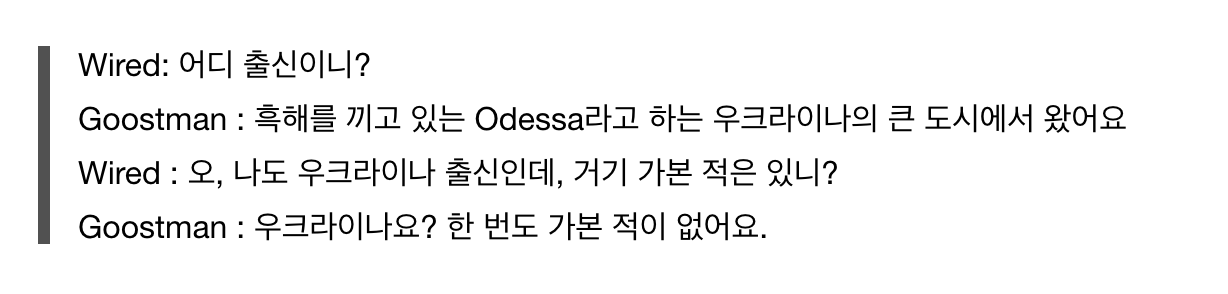 Wired: 어디 출신이니?
Goostman : 흑해를 끼고 있는 Odessa라고 하는 우크라이나의 큰 도시에서 왔어요
Wired : 오, 나도 우크라이나 출신인데, 거기 가본 적은 있니?
Goostman : 우크라이나요? 한 번도 가본 적이 없어요.